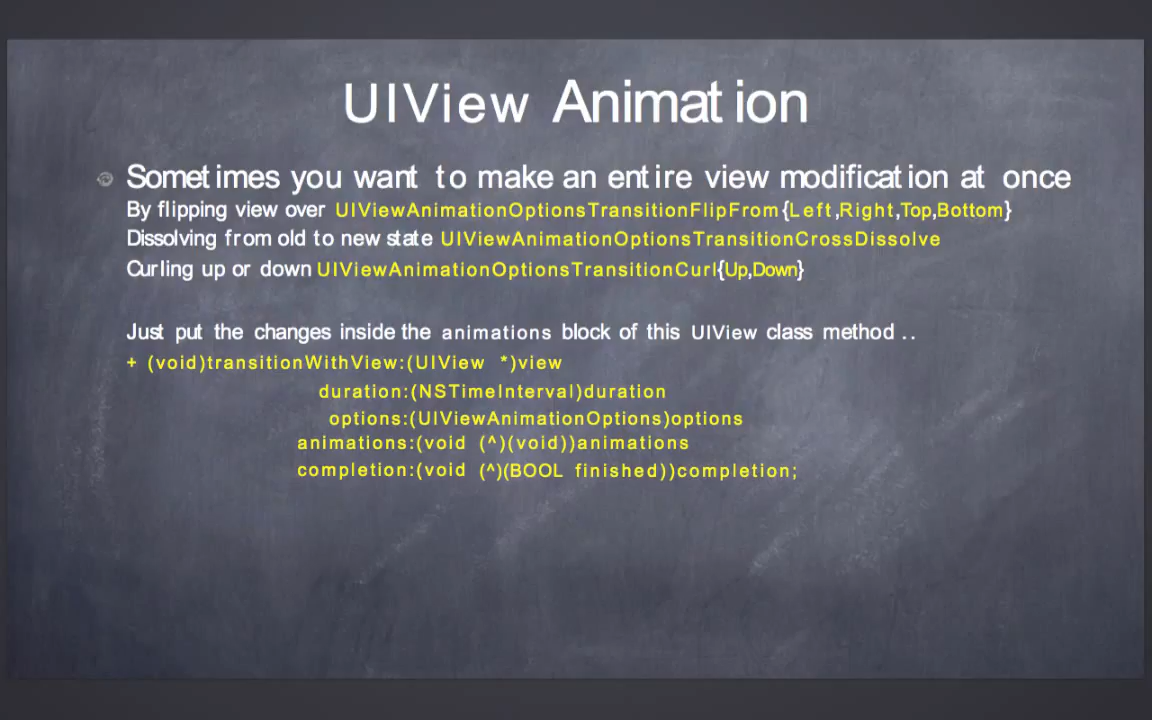 UIView Animation
Sometimes you want to make an entire view modification at once
By flipping view over UIViewAnimationOptionsTransitionFlipFrom{Left,Right,Top,Bottom}
Dissolving from old to new state UIViewAnimationOptionsTransitionCrossDissolve
Curling up or down UIViewAnimationOptionsTransitionCurl{Up,Down}
Just put the changes inside the animations block of this UIView class method ..
+ (void)transitionWithView:(UIView *)view
duration:(NSTimeInterval)duration
options:(UIViewAnimationOptions)options
animations:(void (^)(void))animations
completion:(void (^)(BOOL finished))completion;